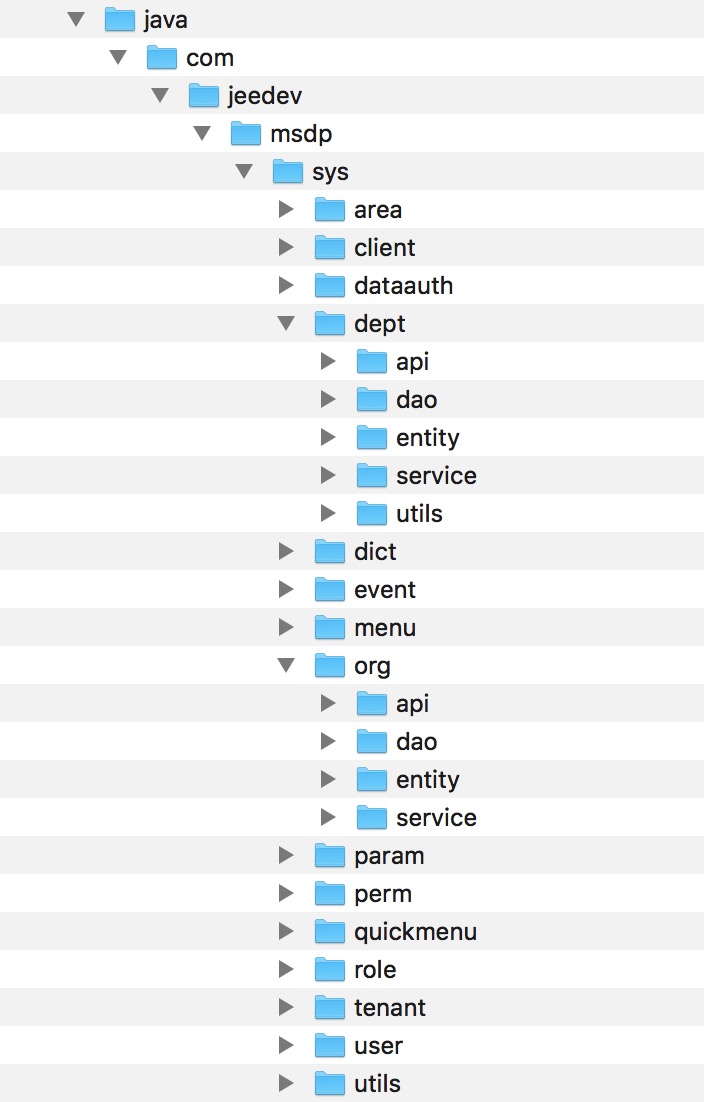 java
com
jeedev
msdp
sys
area
client
dataauth
dept
api
dao
entity
service
utils
dict
event
menu
org
api
dao
entity
service
param
perm
quickmenu
role
tenant
user
utils